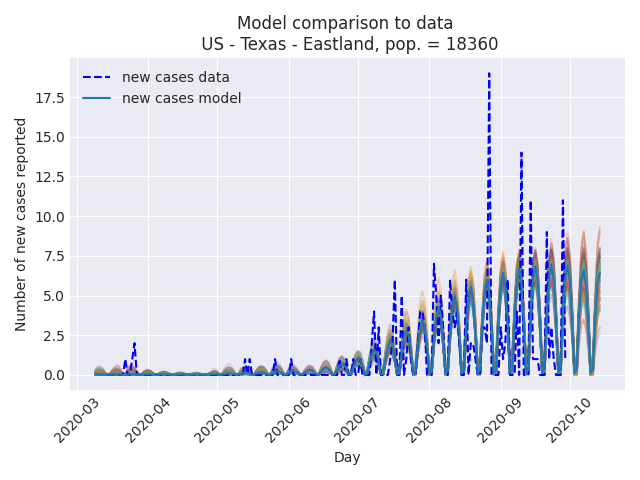 Model comparison to data
US - Texas - Eastland, pop. = 18360
new cases data
new cases model
Number of new cases reported
17.5
15.0
12.5
10.0
7.5
5.0
2.5
0.0
2020-03
2020-04
2020-05
2020-06
2020-07
2020-08
2020-09
2020-10
Day